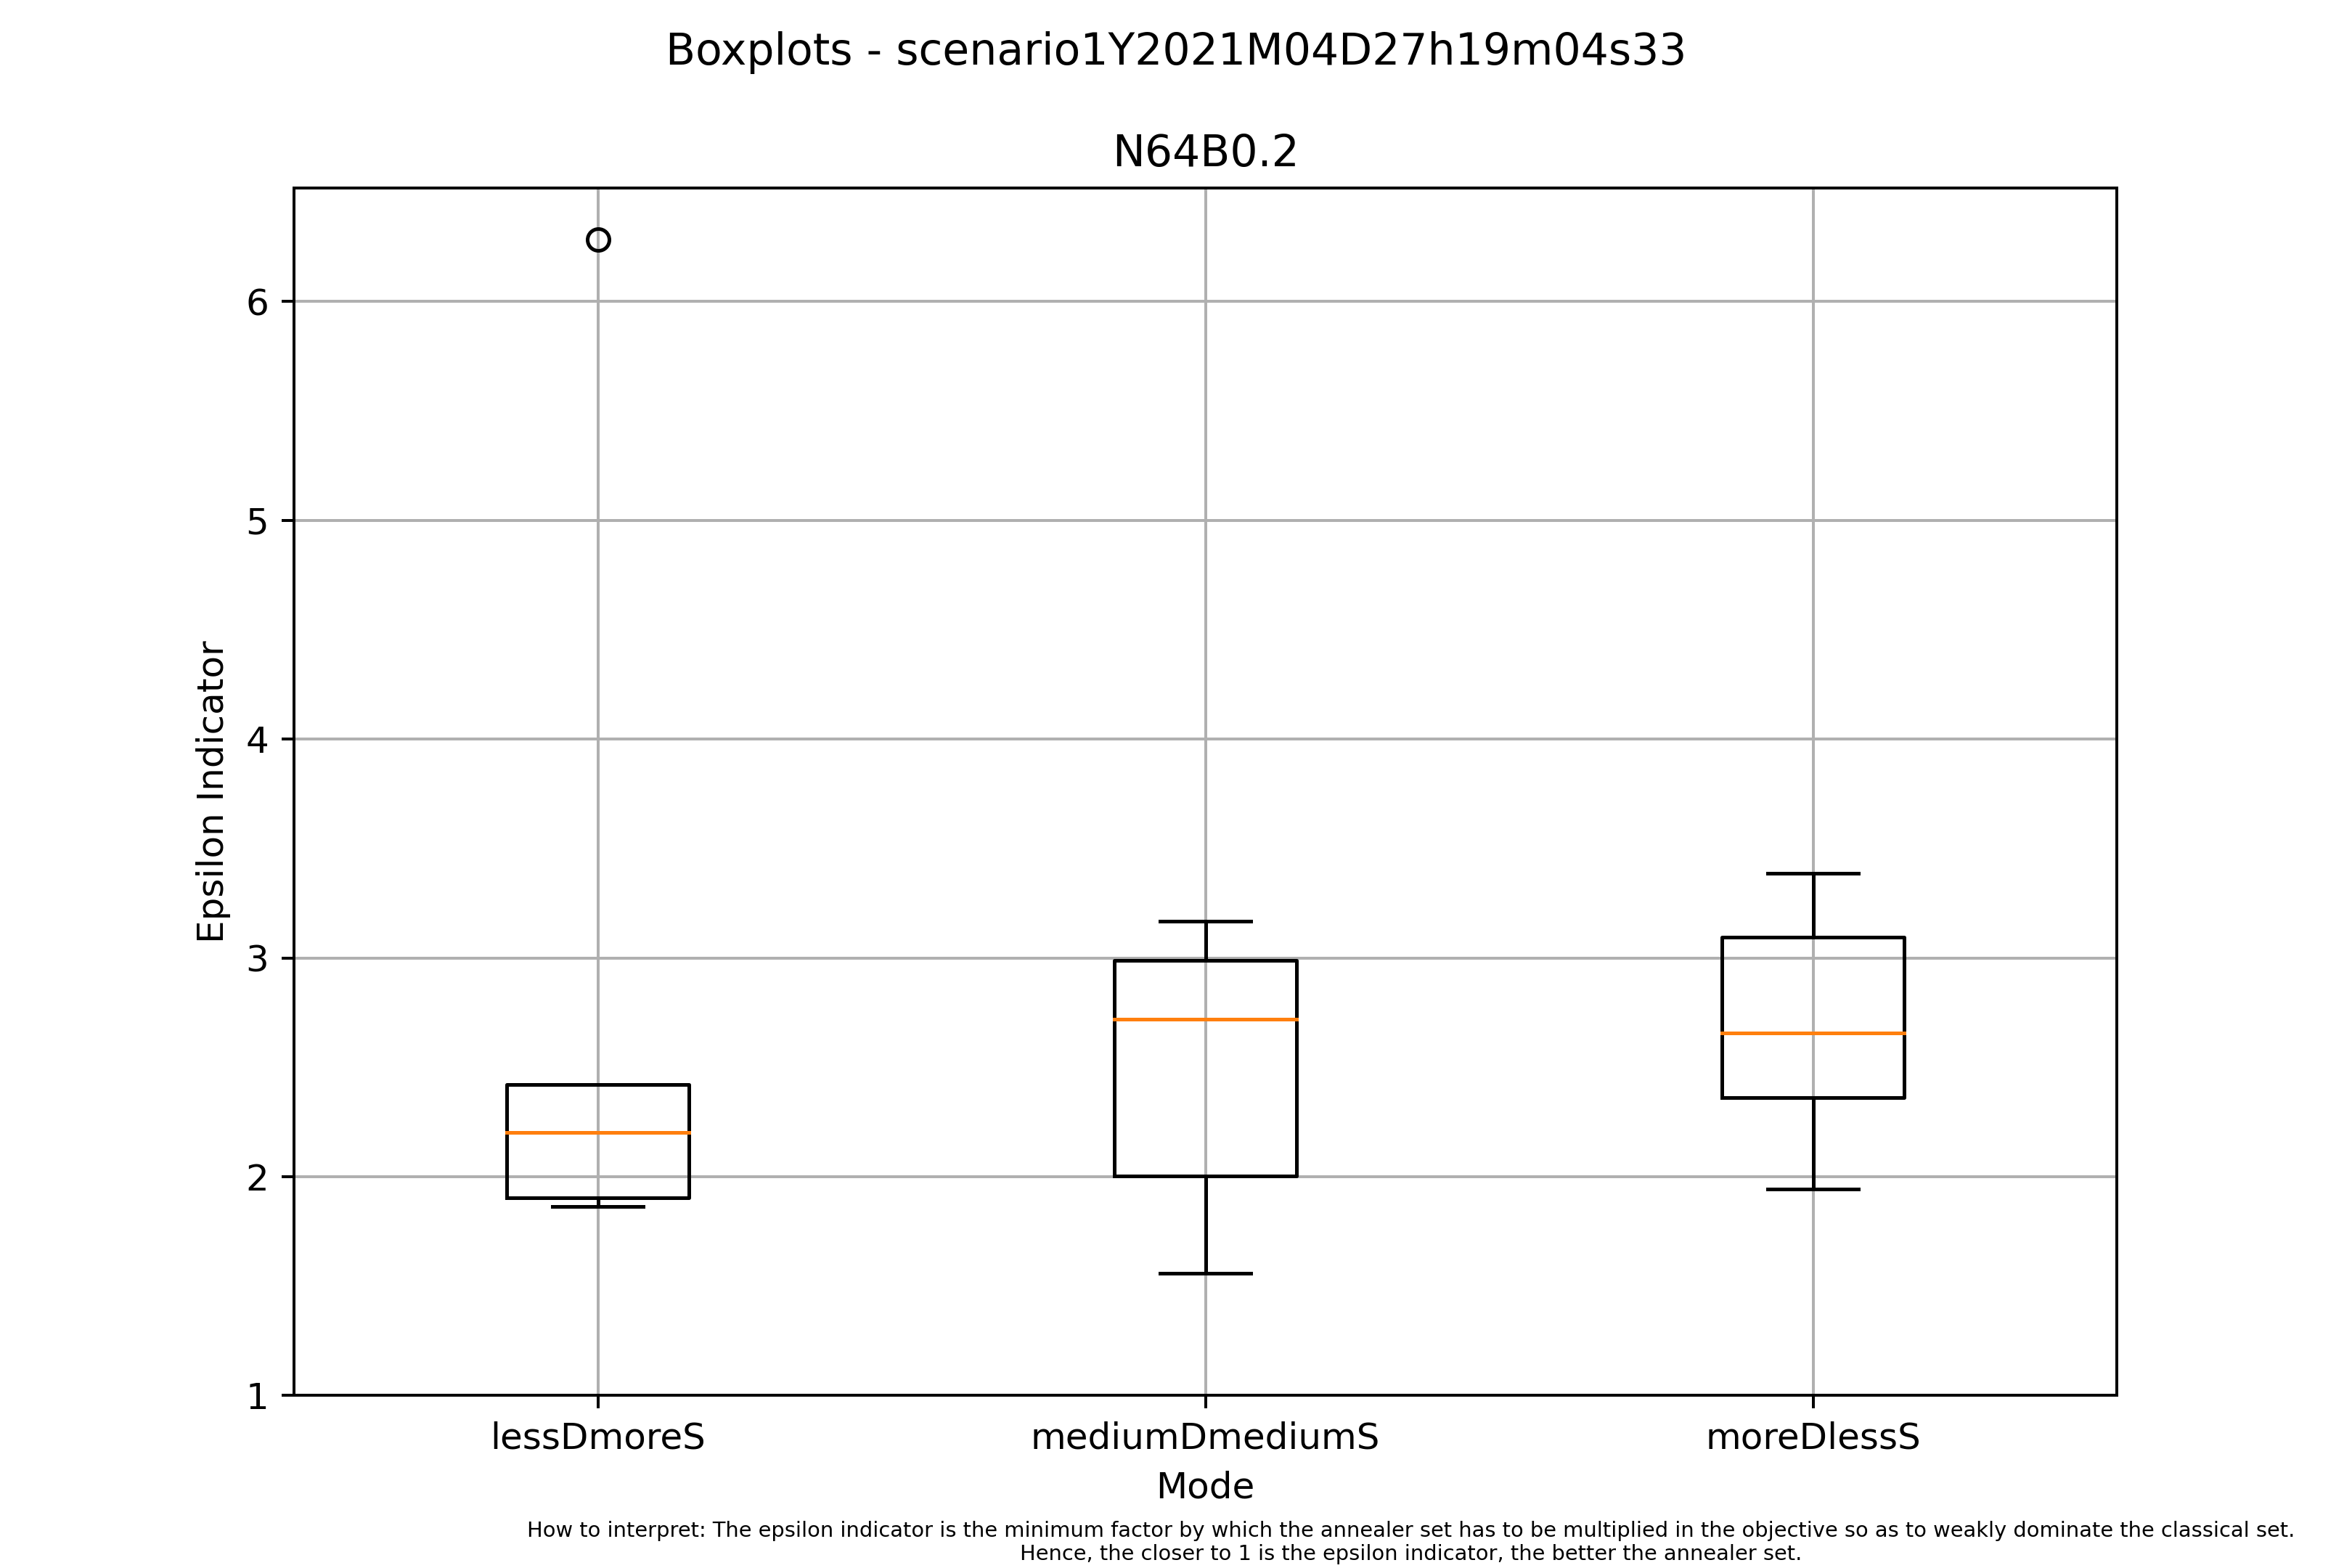 Boxplots - scenario1Y2021M04D27h19m04s33
N64B0.2
Epsilon Indicator
6
5
4
3
2
1
lessDmoreS mediumDmediumS moreDlessS
Mode
How to interpret: The epsilon indicator is the minimum factor by which the annealer set has to be multiplied in the objective so as to weakly dominate the classical set.
Hence, the closer to 1 is the epsilon indicator, the better the annealer set.